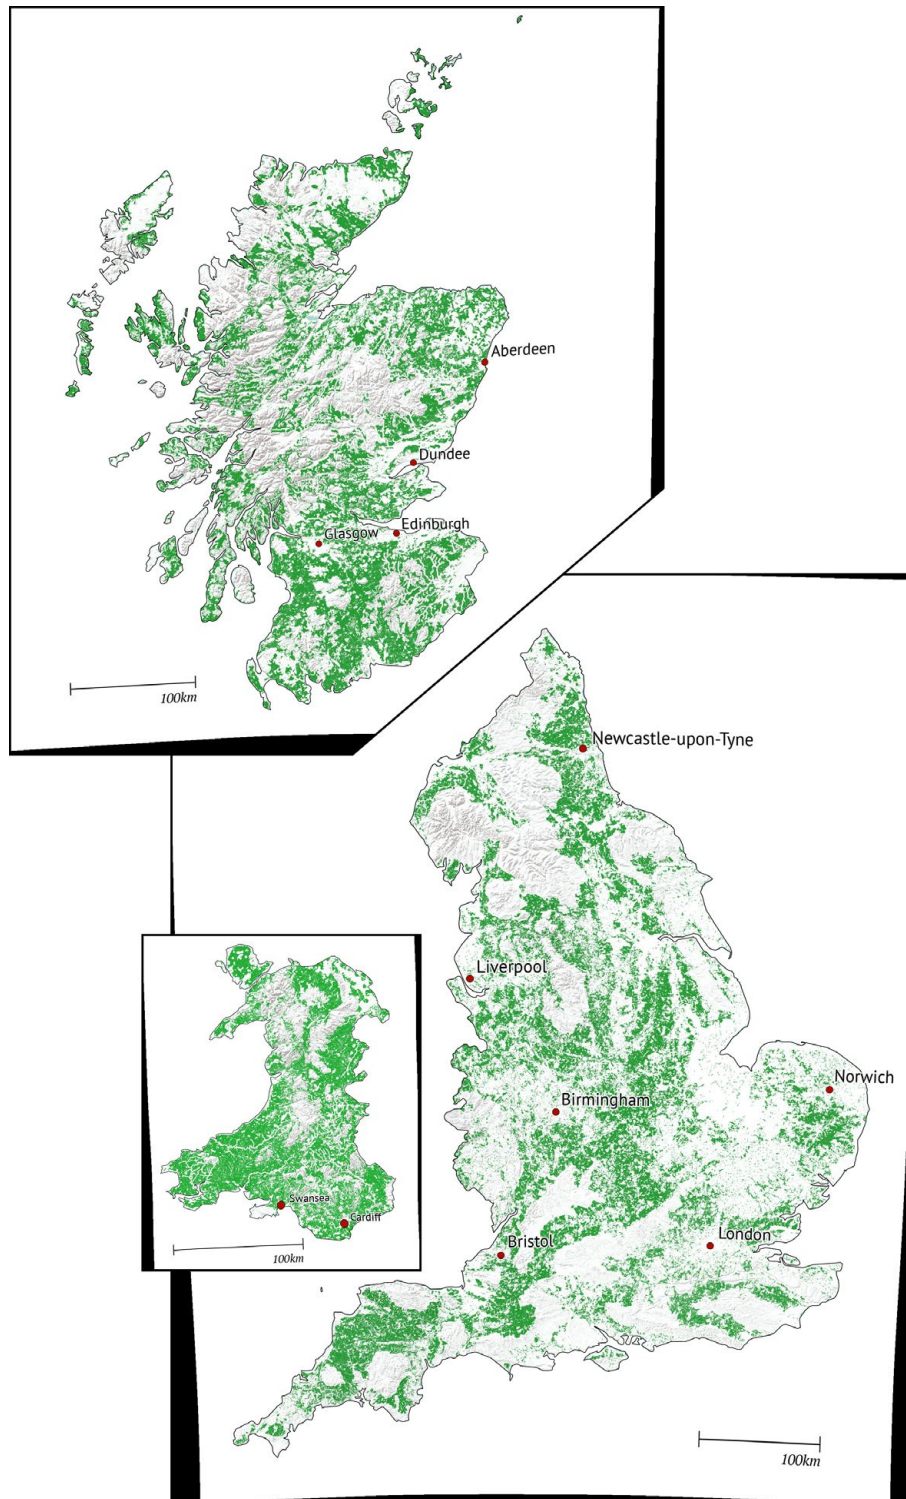 Aberdeen
Dundee
Edinburgh
Glasgow
100km
Newcastle-upon-Tyne
Liverpool
Norwich
Birmingham
Swansea
Cardiff
100km
London
Bristol
100km